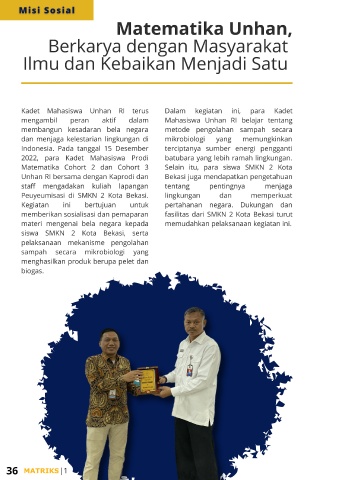 Misi Sosial
Matematika Unhan,
Berkarya dengan Masyarakat
Ilmu dan Kebaikan Menjadi Satu
Kadet Mahasiswa Unhan RI terus
mengambil peran aktif dalam
membangun kesadaran bela negara
dan menjaga kelestarian lingkungan di
Indonesia. Pada tanggal 15 Desember
2022, para Kadet Mahasiswa Prodi
Matematika Cohort 2 dan Cohort 3
Unhan RI bersama dengan Kaprodi dan
staff mengadakan kuliah lapangan
Peuyeumisasi di SMKN 2 Kota Bekasi.
Kegiatan ini bertujuan untuk
memberikan sosialisasi dan pemaparan
materi mengenai bela negara kepada
siswa SMKN 2 Kota Bekasi, serta
pelaksanaan mekanisme pengolahan
sampah secara mikrobiologi yang
menghasilkan produk berupa pelet dan
biogas.
Dalam kegiatan ini, para Kadet
Mahasiswa Unhan RI belajar tentang
metode pengolahan sampah secara
mikrobiologi yang memungkinkan
terciptanya sumber energi pengganti
batubara yang lebih ramah lingkungan.
Selain itu, para siswa SMKN 2 Kota
Bekasi juga mendapatkan pengetahuan
tentang pentingnya menjaga
lingkungan dan memperkuat
pertahanan negara. Dukungan dan
fasilitas dari SMKN 2 Kota Bekasi turut
memudahkan pelaksanaan kegiatan ini.
36 MATRIKS|1